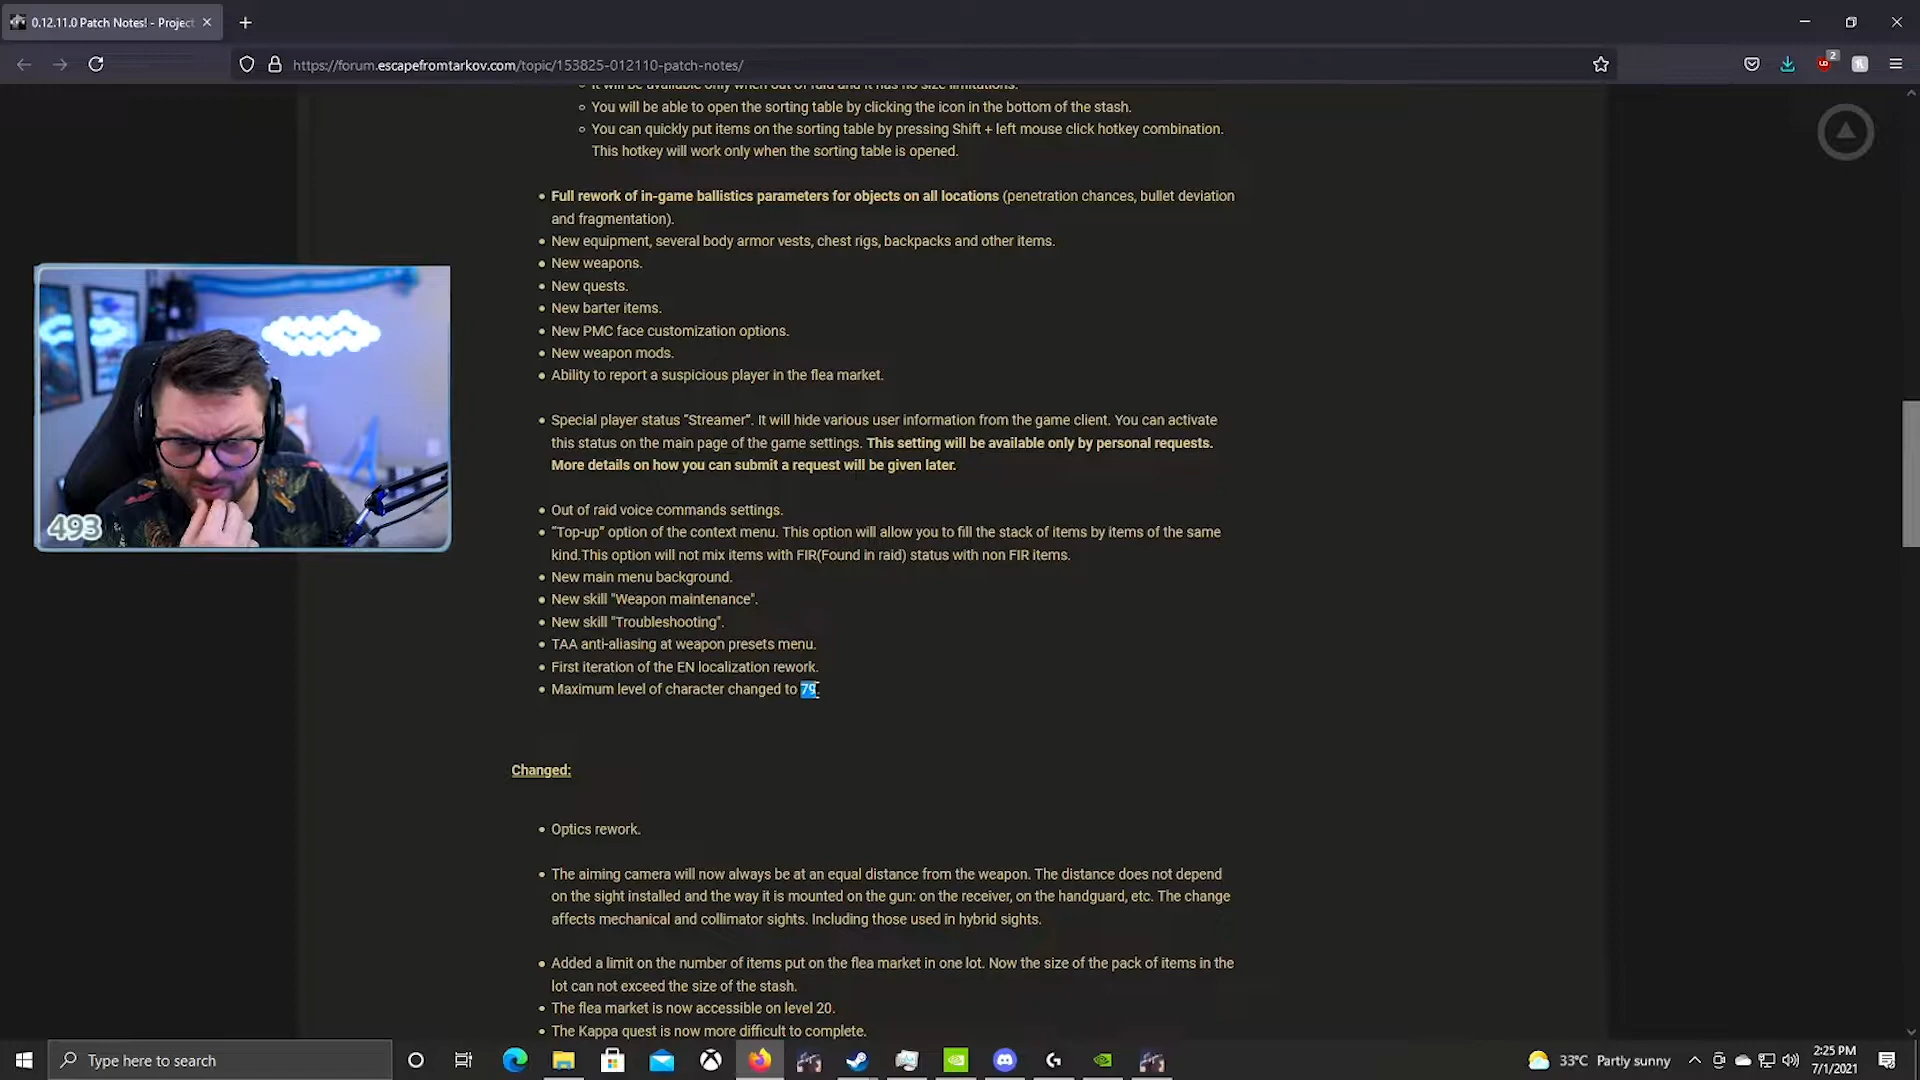 0.12.11.0 Patch Notes! - Project
https://forum.escapefromtarkov.com/topic/153825-012110-patch-notes/
2
It will be available only when out of raid and it has no size limitations.
You will be able to open the sorting table by clicking the icon in the bottom of the stash.
You can quickly put items on the sorting table by pressing Shift + left mouse click hotkey combination.
This hotkey will work only when the sorting table is opened.
Full rework of in-game ballistics parameters for objects on all locations (penetration chances, bullet deviation
and fragmentation).
New equipment, several body armor vests, chest rigs, backpacks and other items.
New weapons.
New quests.
New barter items.
New PMC face customization options.
New weapon mods.
Ability to report a suspicious player in the flea market.
Special player status “Streamer”. It will hide various user information from the game client. You can activate
this status on the main page of the game settings. This setting will be available only by personal requests.
More details on how you can submit a request will be given later.
Out of raid voice commands settings.
“Top-up” option of the context menu. This option will allow you to fill the stack of items by items of the same
kind.This option will not mix items with FIR(Found in raid) status with non FIR items.
New main menu background.
New skill "Weapon maintenance".
New skill "Troubleshooting".
TAA anti-aliasing at weapon presets menu.
First iteration of the EN localization rework.
Maximum level of character changed to 79.
493
Changed:
Optics rework.
The aiming camera will now always be at an equal distance from the weapon. The distance does not depend
on the sight installed and the way it is mounted on the gun: on the receiver, on the handguard, etc. The change
affects mechanical and collimator sights. Including those used in hybrid sights.
Added a limit on the number of items put on the flea market in one lot. Now the size of the pack of items in the
lot can not exceed the size of the stash.
The flea market is now accessible on level 20.
The Kappa quest is now more difficult to complete.
Type here to search
33°C Partly sunny
2:25 PM
7/1/2021